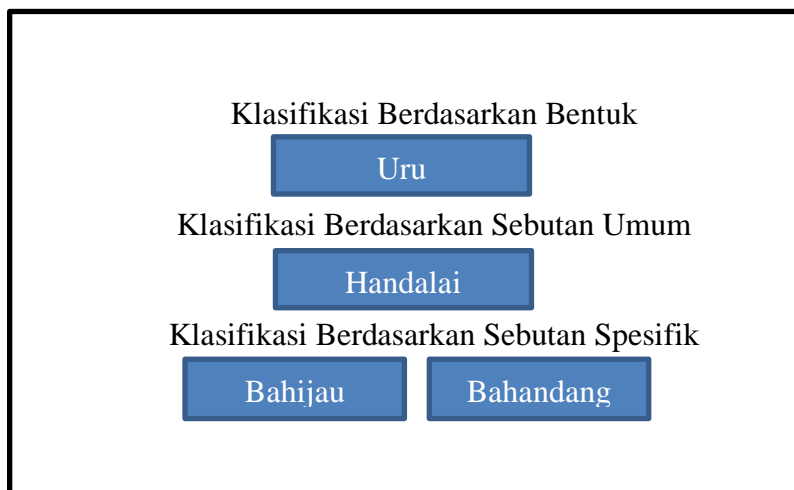 Klasifikasi Berdasarkan Bentuk
Uru
Klasifikasi Berdasarkan Sebutan Umum
Handalai
Klasifikasi Berdasarkan Sebutan Spesifik
Bahijau Bahandang